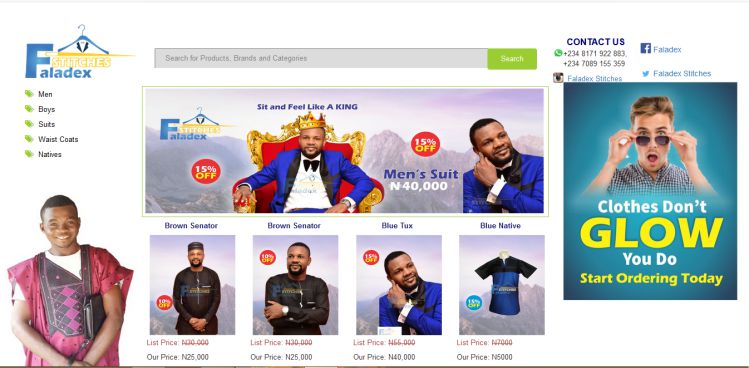 STITCHES
Faladex
Search for Products, Brands and Categories
Search
CONTACT US
+234 8171 922 883,
+234 7089 155 359
Faladex
Faladex Stitches
Faladex Stitches
Men
Boys
Suits
Waist Coats
Natives
STITCHES
Faladex
Sit and Feel Like A KING
15%
OFF
15%
OFF
Men's Suit
N40,000
Clothes Don't
GLOW
You Do
Start Ordering Today
Brown Senator
Brown Senator
Blue Tux
Blue Native
10%
OFF
10%
OFF
10%
OFF
15%
OFF
List Price: N30,000
List Price: N30,000
List Price: N55,000
List Price: N7000
Our Price: N25,000
Our Price: N25,000
Our Price: N40,000
Our Price: N5000